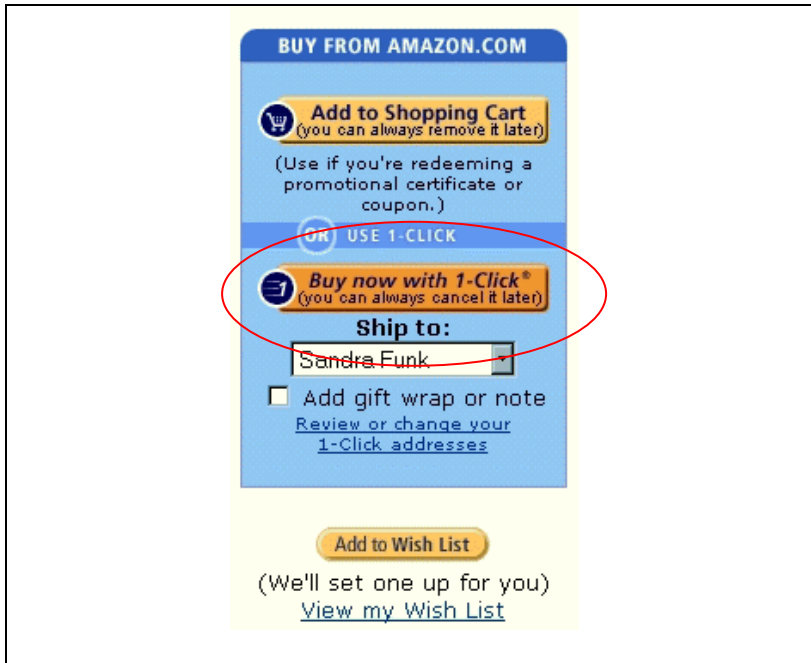 BUY FROM AMAZON.COM
Add to Shopping Cart
(you can always remove it later)
(Use if you're redeeming a
promotional certificate or
coupon.)
OR USE 1-CLICK
1 Buy now with 1-Click®
(you can always cancel it later)
Ship to:
Sandra Funk
Add gift wrap or note
Review or change your
1-Click addresses
Add to Wish List
(We'll set one up for you)
View my Wish List